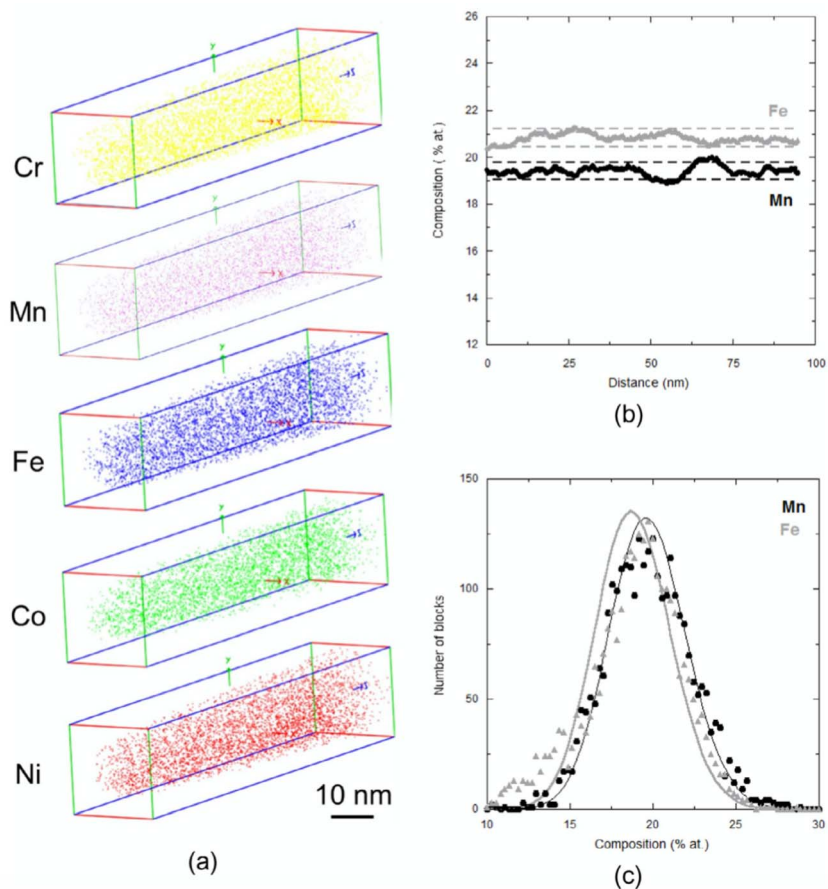 y
x
Cr
y
x
Mn
y
x
Fe
y
x
Co
y
x
Ni
10 nm
(a)
26
24
22
20
18
16
14
12
Composition ( % at.)
Fe
Mn
0 25 50 75 100
Distance (nm)
(b)
150
100
50
0
Number of blocks
Mn
Fe
10 15 20 25 30
Composition (% at.)
(c)